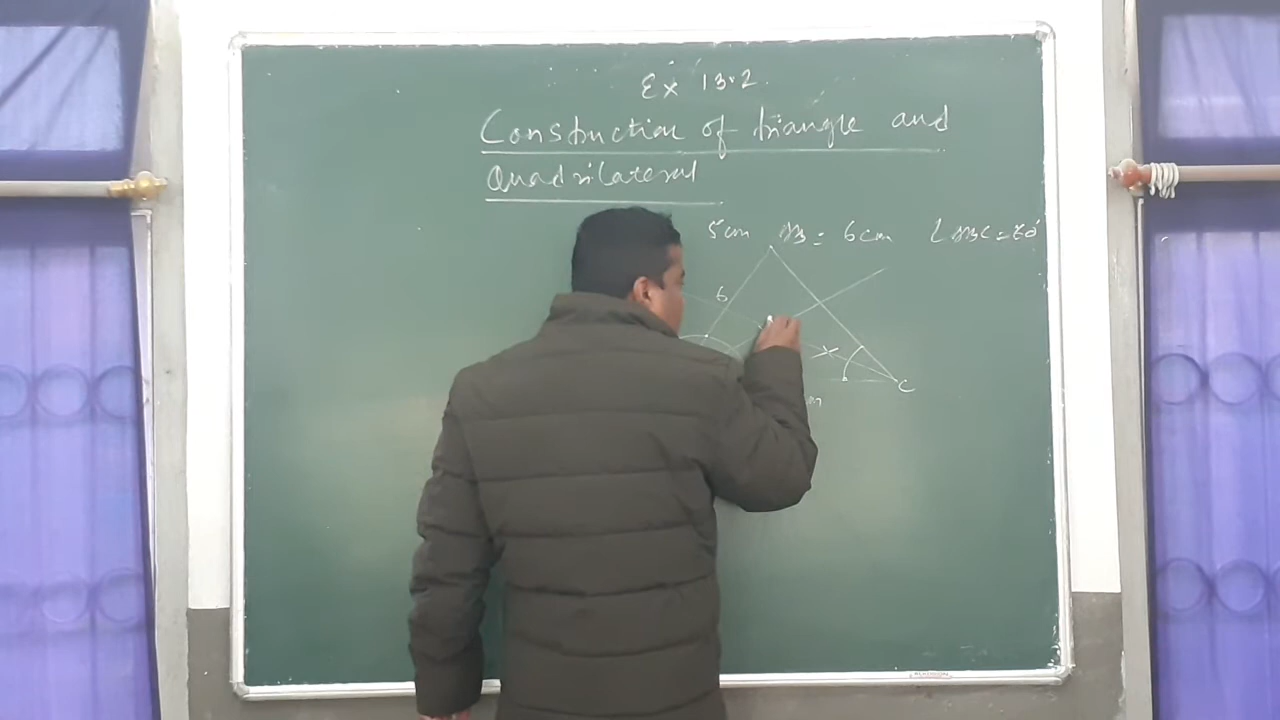 Ex 13.2
Construction of triangle and
Quadrilateral
5cm AB = 6cm ∠ABC = 60°
6
C